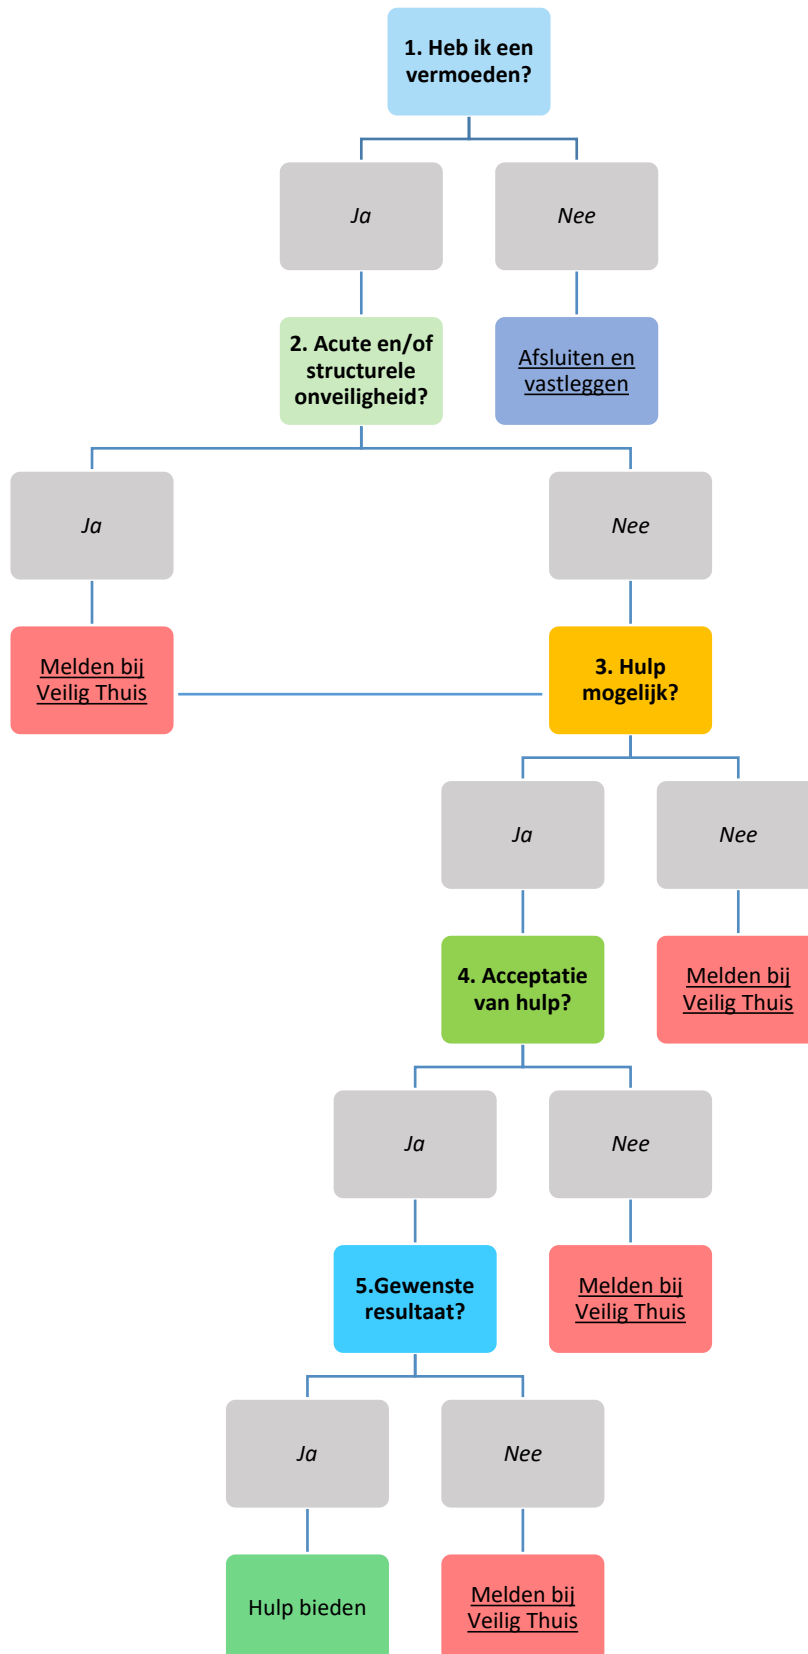 1. Heb ik een
vermoeden?
Ja
Nee
2. Acute en/of
structurele
onveiligheid?
Afsluiten en
vastleggen
Ja
Nee
Melden bij
Veilig Thuis
3. Hulp
mogelijk?
Ja
Nee
4. Acceptatie
van hulp?
Melden bij
Veilig Thuis
Ja
Nee
5.Gewenste
resultaat?
Melden bij
Veilig Thuis
Ja
Nee
Hulp bieden
Melden bij
Veilig Thuis